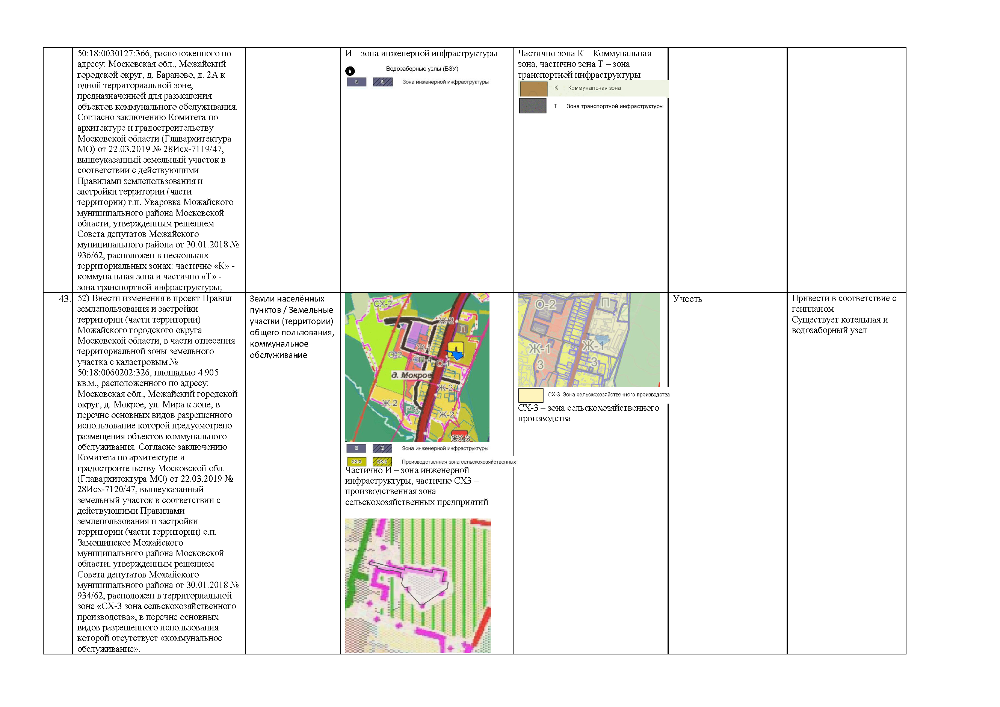 50:18:0030127:366, расположенного по
адресу: Московская обл., Можайский
городской округ, д. Бараново, д. 2А к
одной территориальной зоне,
предназначенной для размещения
объектов коммунального обслуживания.
Согласно заключению Комитета по
архитектуре и градостроительству
Московской области (Главархитектура
МО) от 22.03.2019 № 28Исх-7119/47,
вышеуказанный земельный участок в
соответствии с действующими
Правилами землепользования и
застройки территории (части
территории) г.п. Уваровка Можайского
муниципального района Московской
области, утвержденным решением
Совета депутатов Можайского
муниципального района от 30.01.2018 №
936/62, расположен в нескольких
территориальных зонах: частично «К» -
коммунальная зона и частично «Т» -
зона транспортной инфраструктуры;
И – зона инженерной инфраструктуры
Водозаборные узлы (ВЗУ)
И И Зона инженерной инфраструктуры
Частично зона К – Коммунальная
зона, частично зона Т – зона
транспортной инфраструктуры
К Коммунальная зона
Т Зона транспортной инфраструктуры
43.
52) Внести изменения в проект Правил
землепользования и застройки
территории (части территории)
Можайского городского округа
Московской области, в части отнесения
территориальной зоны земельного
участка с кадастровым №
50:18:0060202:326, площадью 4 905
кв.м., расположенного по адресу:
Московская обл., Можайский городской
округ, д. Мокрое, ул. Мира к зоне, в
перечне основных видов разрешенного
использование которой предусмотрено
размещения объектов коммунального
обслуживания. Согласно заключению
Комитета по архитектуре и
градостроительству Московской обл.
(Главархитектура МО) от 22.03.2019 №
28Исх-7120/47, вышеуказанный
земельный участок в соответствии с
действующими Правилами
землепользования и застройки
территории (части территории) с.п.
Замошинское Можайского
муниципального района Московской
области, утвержденным решением
Совета депутатов Можайского
муниципального района от 30.01.2018 №
934/62, расположен в территориальной
зоне «СХ-3 зона сельскохозяйственного
производства», в перечне основных
видов разрешенного использования
которой отсутствует «коммунальное
обслуживание».
Земли населённых
пунктов / Земельные
участки (территории)
общего пользования,
коммунальное
обслуживание
СХ-2
Ж-2
П
Ж-1
О-2
СП-4
О-1
д. Мокрое
Ж-2
Ж-2
Р-3
Ж-2
СХ-3
И И Зона инженерной инфраструктуры
СХ-3 СХ-3 Производственная зона сельскохозяйственных
Частично И – зона инженерной
инфраструктуры, частично СХ3 –
производственная зона
сельскохозяйственных предприятий
О-2
П
Ж-1
Ж-1
3
3
СХ-3 Зона сельскохозяйственного производства
СХ-3 – зона сельскохозяйственного
производства
Учесть
Привести в соответствие с
генпланом
Существует котельная и
водозаборный узел